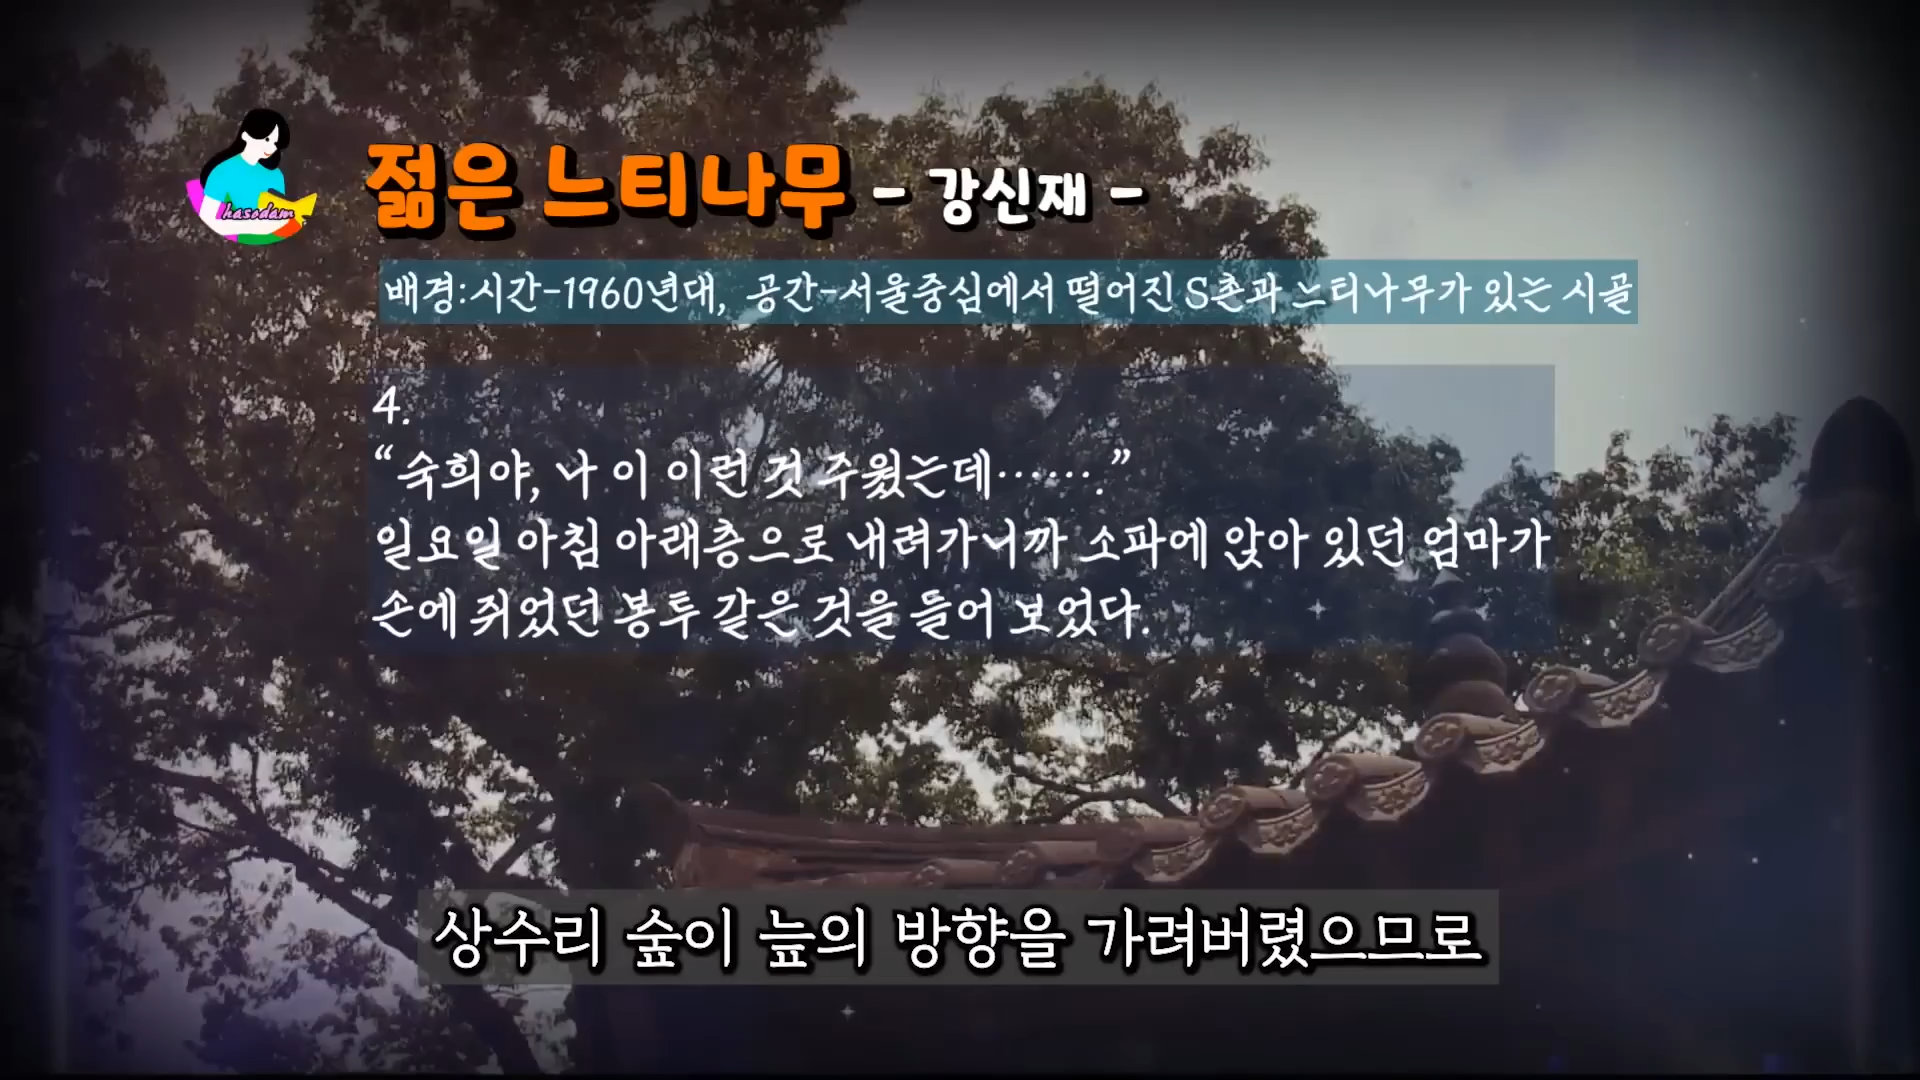 hasodam
젊은 느티나무 - 강신재 -
배경:시간-1960년대, 공간-서울중심에서 떨어진 S촌과 느티나무가 있는 시골
4.
“숙희야, 나 이 이런 것 주웠는데…….”
일요일 아침 아래층으로 내려가니까 소파에 앉아 있던 엄마가
손에 쥐었던 봉투 같은 것을 들어 보였다.
상수리 숲이 늪의 방향을 가려버렸으므로